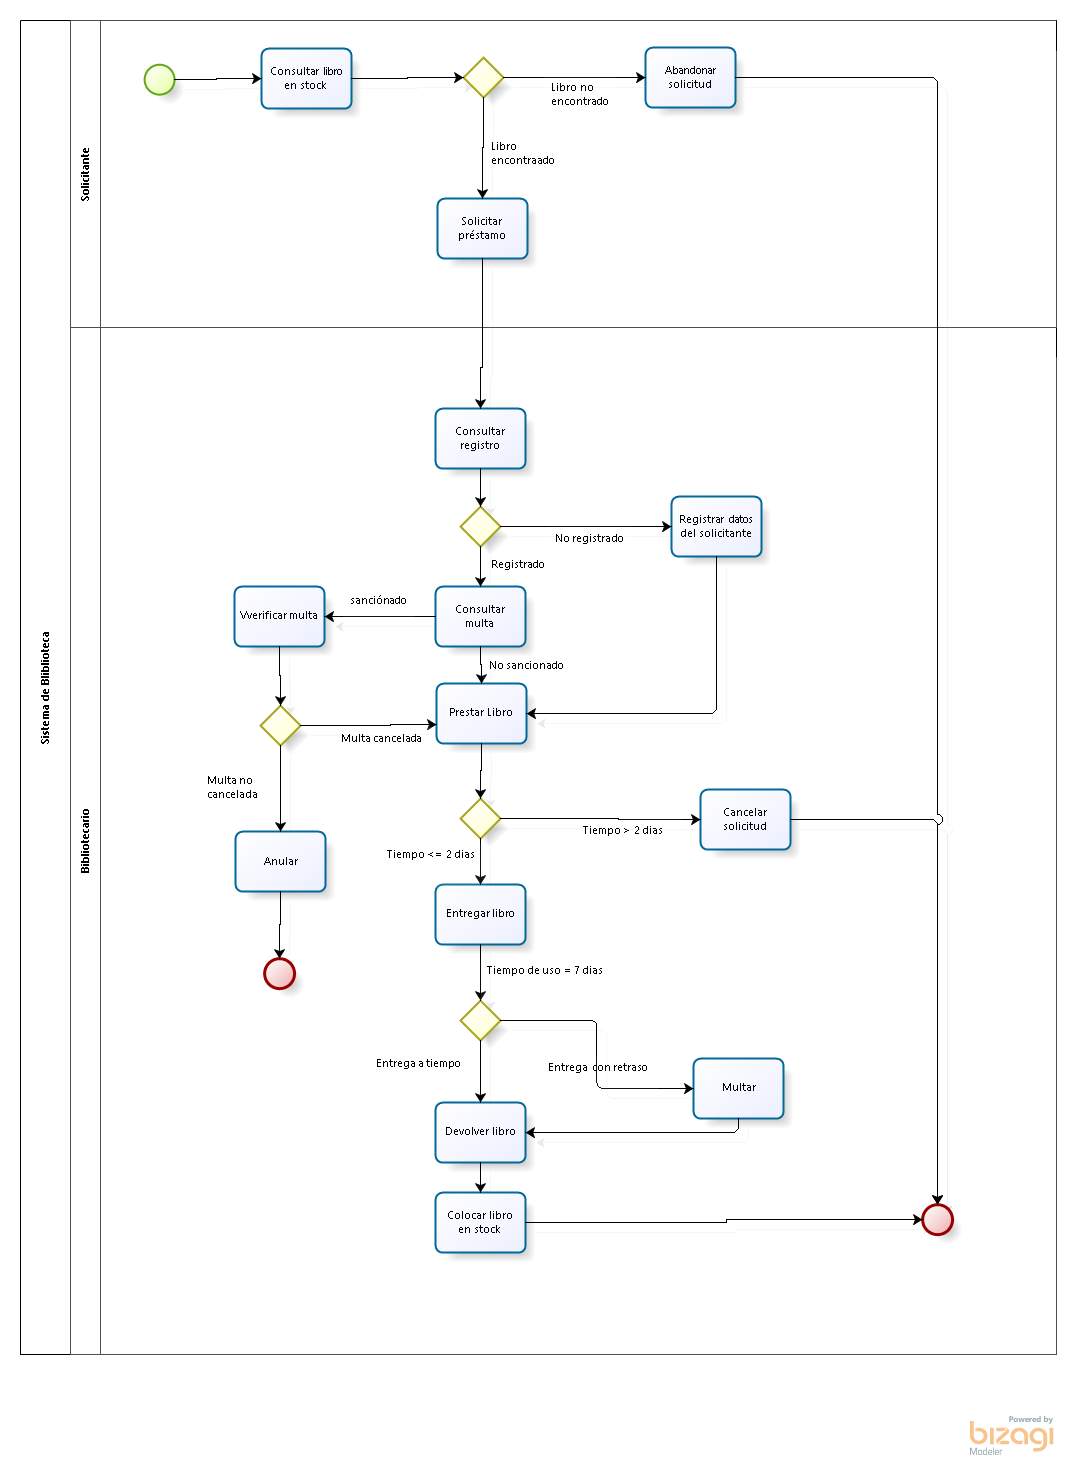 Consultar libro
en stock
Abandonar
solicitud
Libro no
encontrado
Libro
encontraado
Solicitante
Solicitar
préstamo
Consultar
registro
Registrar datos
del solicitante
No registrado
Registrado
sanciónado
Consultar
multa
Vverificar multa
No sancionado
Sistema de Bliblioteca
Prestar Libro
Multa cancelada
Multa no
cancelada
Cancelar
solicitud
Tiempo > 2 dias
Bibliotecario
Tiempo <= 2 dias
Anular
Entregar libro
Tiempo de uso = 7 dias
Entrega a tiempo
Entrega con retraso
Multar
Devolver libro
Colocar libro
en stock
Powered by
bizagi
Modeler